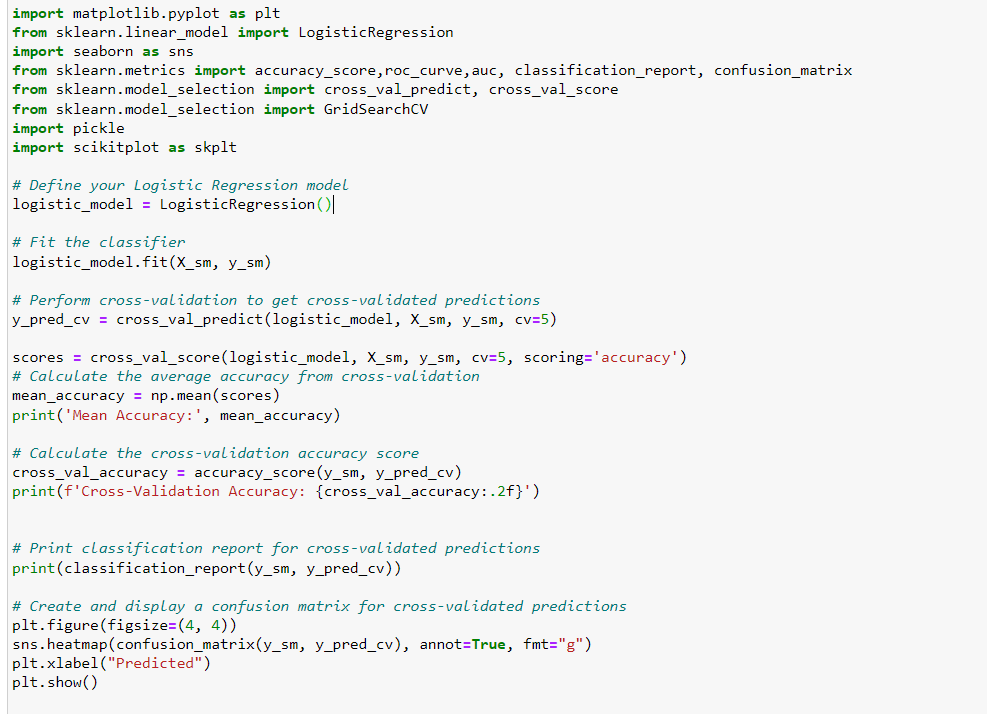 import matplotlib.pyplot as plt
from sklearn.linear_model import LogisticRegression
import seaborn as sns
from sklearn.metrics import accuracy_score,roc_curve,auc, classification_report, confusion_matrix
from sklearn.model_selection import cross_val_predict, cross_val_score
from sklearn.model_selection import GridSearchCV
import pickle
import scikitplot as skplt
# Define your Logistic Regression model
logistic_model = LogisticRegression()
# Fit the classifier
logistic_model.fit(X_sm, y_sm)
# Perform cross-validation to get cross-validated predictions
y_pred_cv = cross_val_predict(logistic_model, X_sm, y_sm, cv=5)
scores = cross_val_score(logistic_model, X_sm, y_sm, cv=5, scoring='accuracy')
# Calculate the average accuracy from cross-validation
mean_accuracy = np.mean(scores)
print('Mean Accuracy:', mean_accuracy)
# Calculate the cross-validation accuracy score
cross_val_accuracy = accuracy_score(y_sm, y_pred_cv)
print(f'Cross-Validation Accuracy: {cross_val_accuracy:.2f}')
# Print classification report for cross-validated predictions
print(classification_report(y_sm, y_pred_cv))
# Create and display a confusion matrix for cross-validated predictions
plt.figure(figsize=(4, 4))
sns.heatmap(confusion_matrix(y_sm, y_pred_cv), annot=True, fmt="g")
plt.xlabel("Predicted")
plt.show()